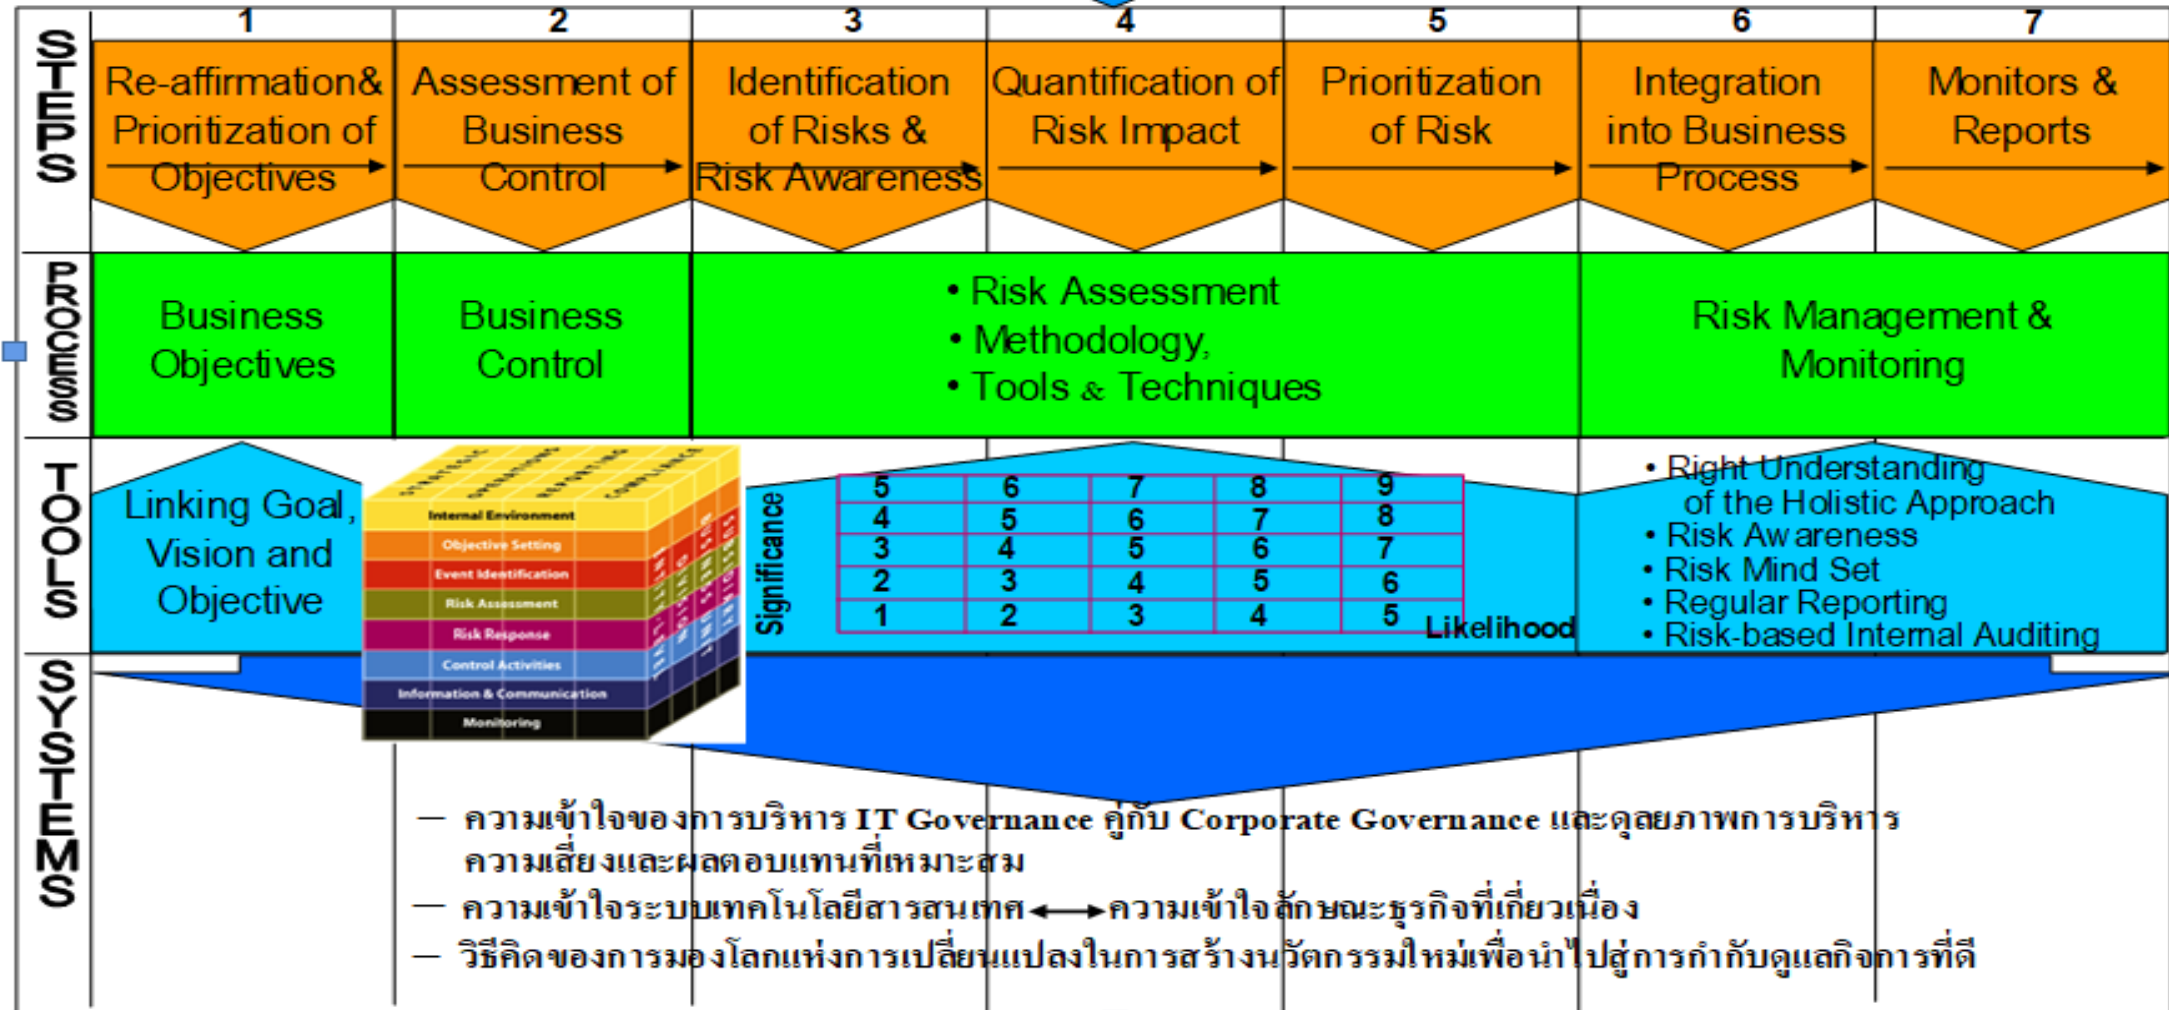 1 2 3 4 5 6 7
STEPS
Re-affirmation&
Prioritization of
Objectives
Assessment of
Business
Control
Identification
of Risks &
Risk Awareness
Quantification of
Risk Impact
Prioritization
of Risk
Integration
into Business
Process
Monitors &
Reports
PROCESS
Business
Objectives
Business
Control
• Risk Assessment
• Methodology,
• Tools & Techniques
Risk Management &
Monitoring
TOOLS
Linking Goal,
Vision and
Objective
STRATEGIC
OPERATIONS
REPORTING
COMPLIANCE
Internal Environment
Objective Setting
Event Identification
Risk Assessment
Risk Response
Control Activities
Information & Communication
Monitoring
Significance
5 6 7 8 9
4 5 6 7 8
3 4 5 6 7
2 3 4 5 6
1 2 3 4 5
Likelihood
• Right Understanding
of the Holistic Approach
• Risk Awareness
• Risk Mind Set
• Regular Reporting
• Risk-based Internal Auditing
SYSTEMS
— ความเข้าใจของการบริหาร IT Governance คู่กับ Corporate Governance และดุลยภาพการบริหาร
ความเสี่ยงและผลตอบแทนที่เหมาะสม
— ความเข้าใจระบบเทคโนโลยีสารสนเทศ ↔ ความเข้าใจลักษณะธุรกิจที่เกี่ยวเนื่อง
— วิธีคิดของการมองโลกแห่งการเปลี่ยนแปลงในการสร้างนวัตกรรมใหม่เพื่อนำไปสู่การกำกับดูแลกิจการที่ดี